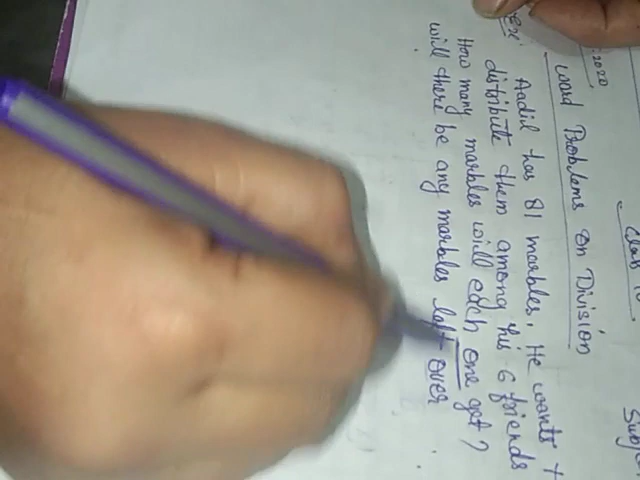 2020
Word Problems on Division
Ex: Aadil has 81 marbles. He wants t
distribute them among his 6 friends
How many marbles will each one get?
will there be any marbles left over